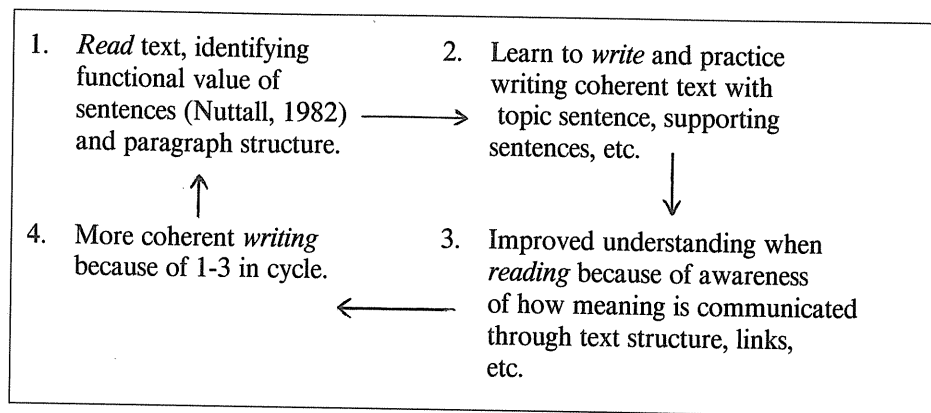 1. Read text, identifying
functional value of
sentences (Nuttall, 1982)
and paragraph structure.
2. Learn to write and practice
writing coherent text with
topic sentence, supporting
sentences, etc.
3. Improved understanding when
reading because of awareness
of how meaning is communicated
through text structure, links,
etc.
4. More coherent writing
because of 1-3 in cycle.